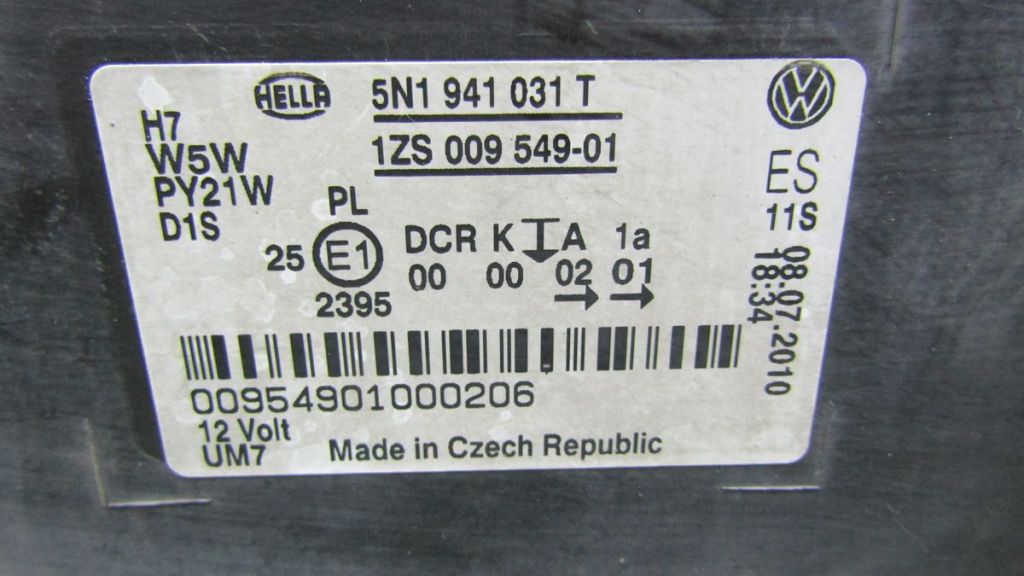 HELLA
5N1 941 031 T
1ZS 009 549-01
H7
W5W
PY21W
D1S
PL
25 E1
2395
DCR K A 1a
00 00 02 01
VW
ES
11S
08.07.2010
18:34
00954901000206
12 Volt
UM7
Made in Czech Republic